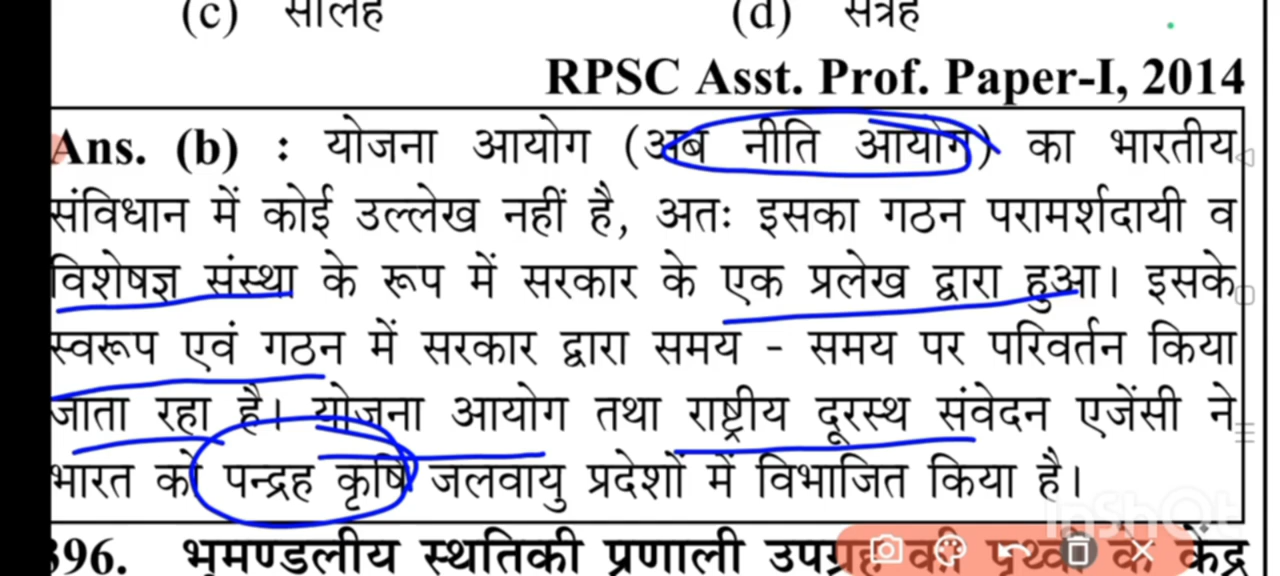 (c) सोलह (d) सत्रह
RPSC Asst. Prof. Paper-I, 2014
Ans. (b) : योजना आयोग (अब नीति आयोग) का भारतीय
संविधान में कोई उल्लेख नहीं है, अतः इसका गठन परामर्शदायी व
विशेषज्ञ संस्था के रूप में सरकार के एक प्रलेख द्वारा हुआ। इसके
स्वरूप एवं गठन में सरकार द्वारा समय - समय पर परिवर्तन किया
जाता रहा है। योजना आयोग तथा राष्ट्रीय दूरस्थ संवेदन एजेंसी ने
भारत को पन्द्रह कृषि जलवायु प्रदेशों में विभाजित किया है।
InShOt
396. भूमण्डलीय स्थतिकी प्रणाली उपग्रह की पृथ्वी के केंद्र